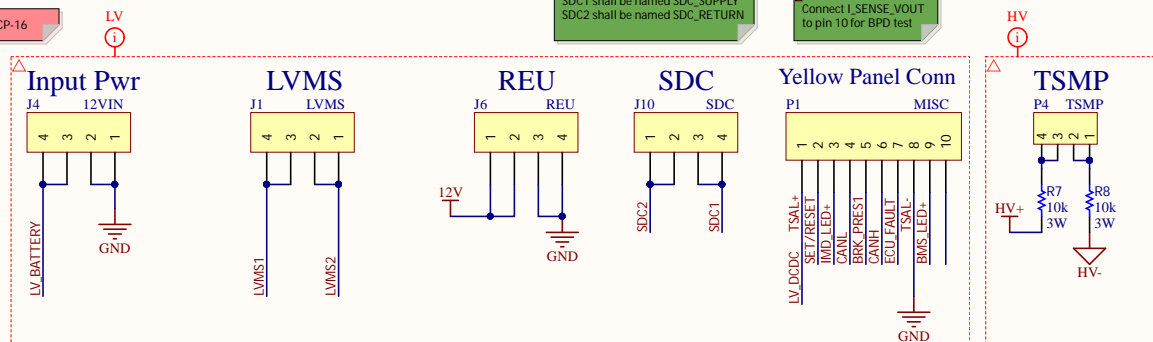 CP-16
LV
SDC1 shall be named SDC_SUPPLY
SDC2 shall be named SDC_RETURN
Connect I_SENSE_VOUT
to pin 10 for BPD test
HV
Input Pwr
J4 12VIN
4 3 2 1
LV_BATTERY
GND
LVMS
J1 LVMS
4 3 2 1
LVMS1
LVMS2
REU
J6 REU
1 2 3 4
12V
GND
SDC
J10 SDC
1 2 3 4
SDC2
SDC1
Yellow Panel Conn
P1 MISC
1 2 3 4 5 6 7 8 9 10
LV_DCDC TSAL+
SET/RESET
IMD_LED+
CANL
BRK_PRES1
CANH
ECU_FAULT
TSAL-
BMS_LED+
GND
TSMP
P4 TSMP
4 3 2 1
HV+
R7
10k
3W
R8
10k
3W
HV-